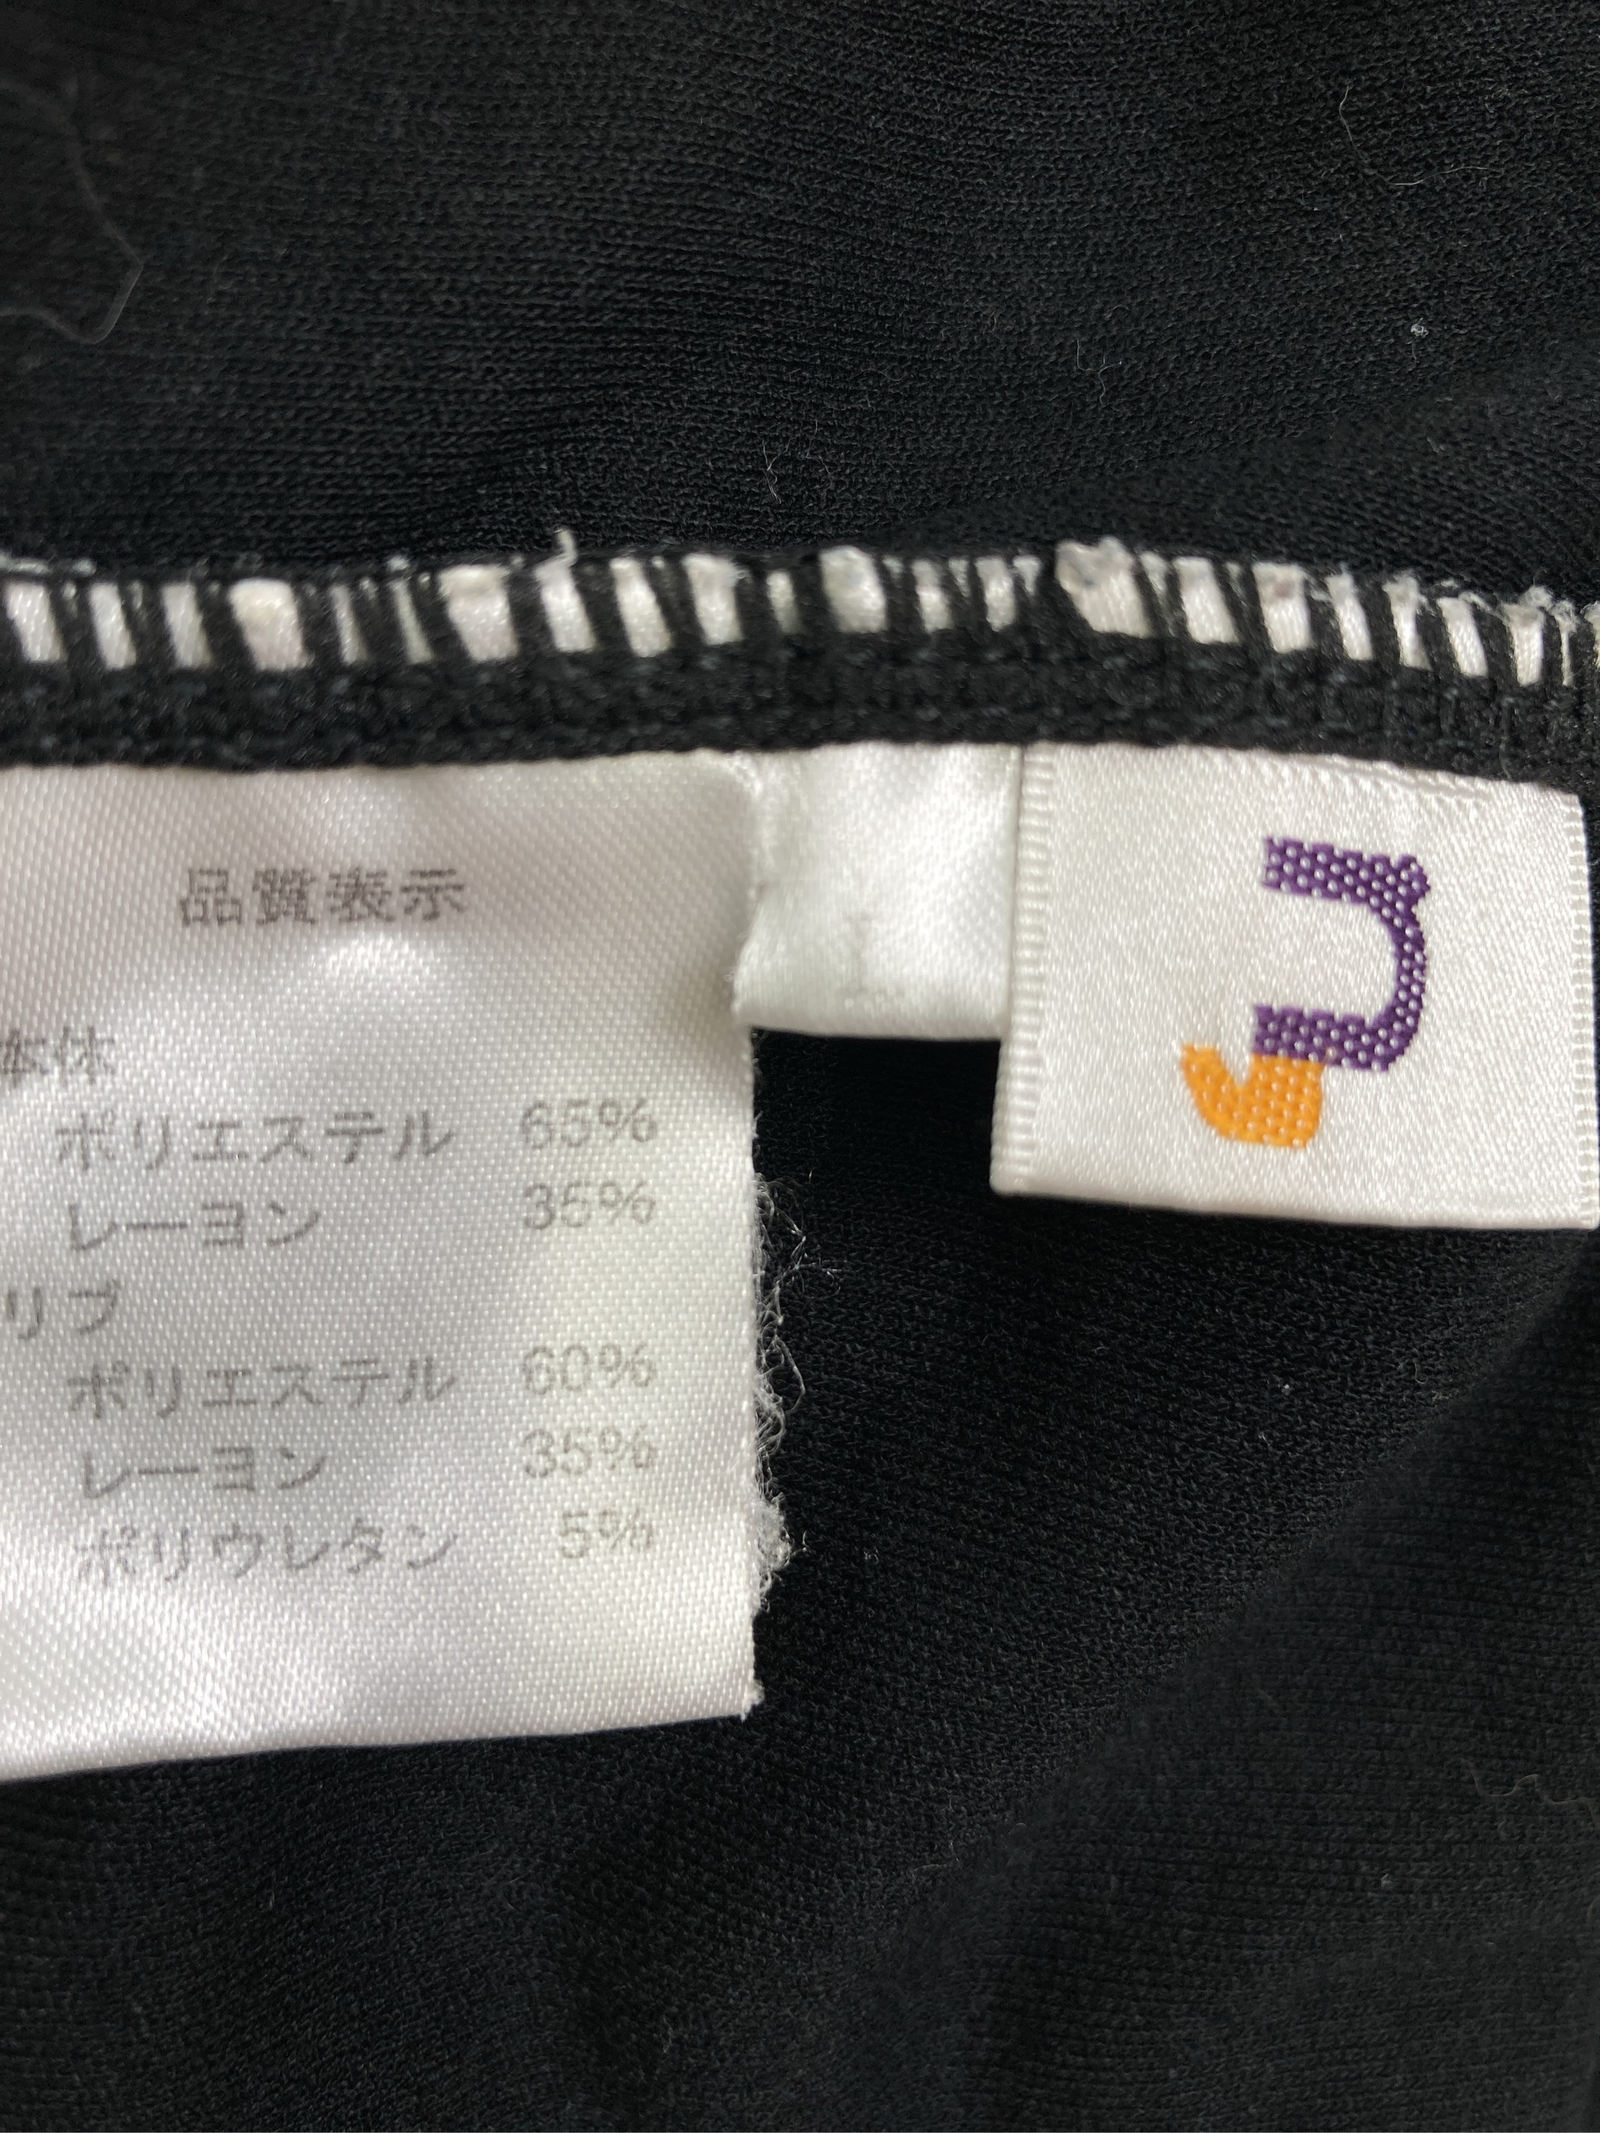 品質表示
本体
ポリエステル 65%
レーヨン 35%
リブ
ポリエステル 60%
レーヨン 35%
ポリウレタン 5%